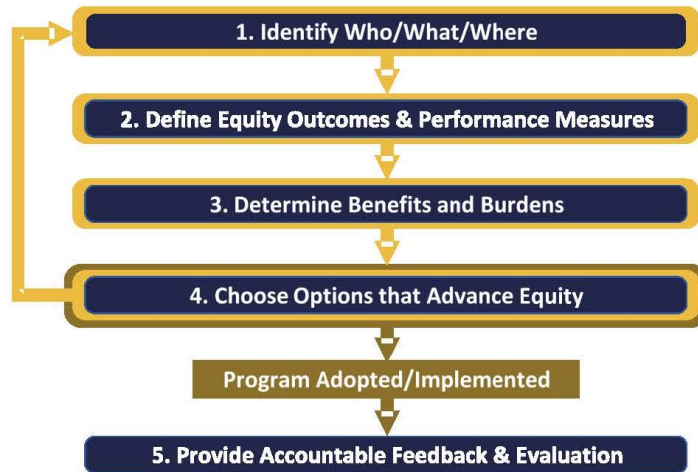 1. Identify Who/What/Where
2. Define Equity Outcomes & Performance Measures
3. Determine Benefits and Burdens
4. Choose Options that Advance Equity
Program Adopted/Implemented
5. Provide Accountable Feedback & Evaluation